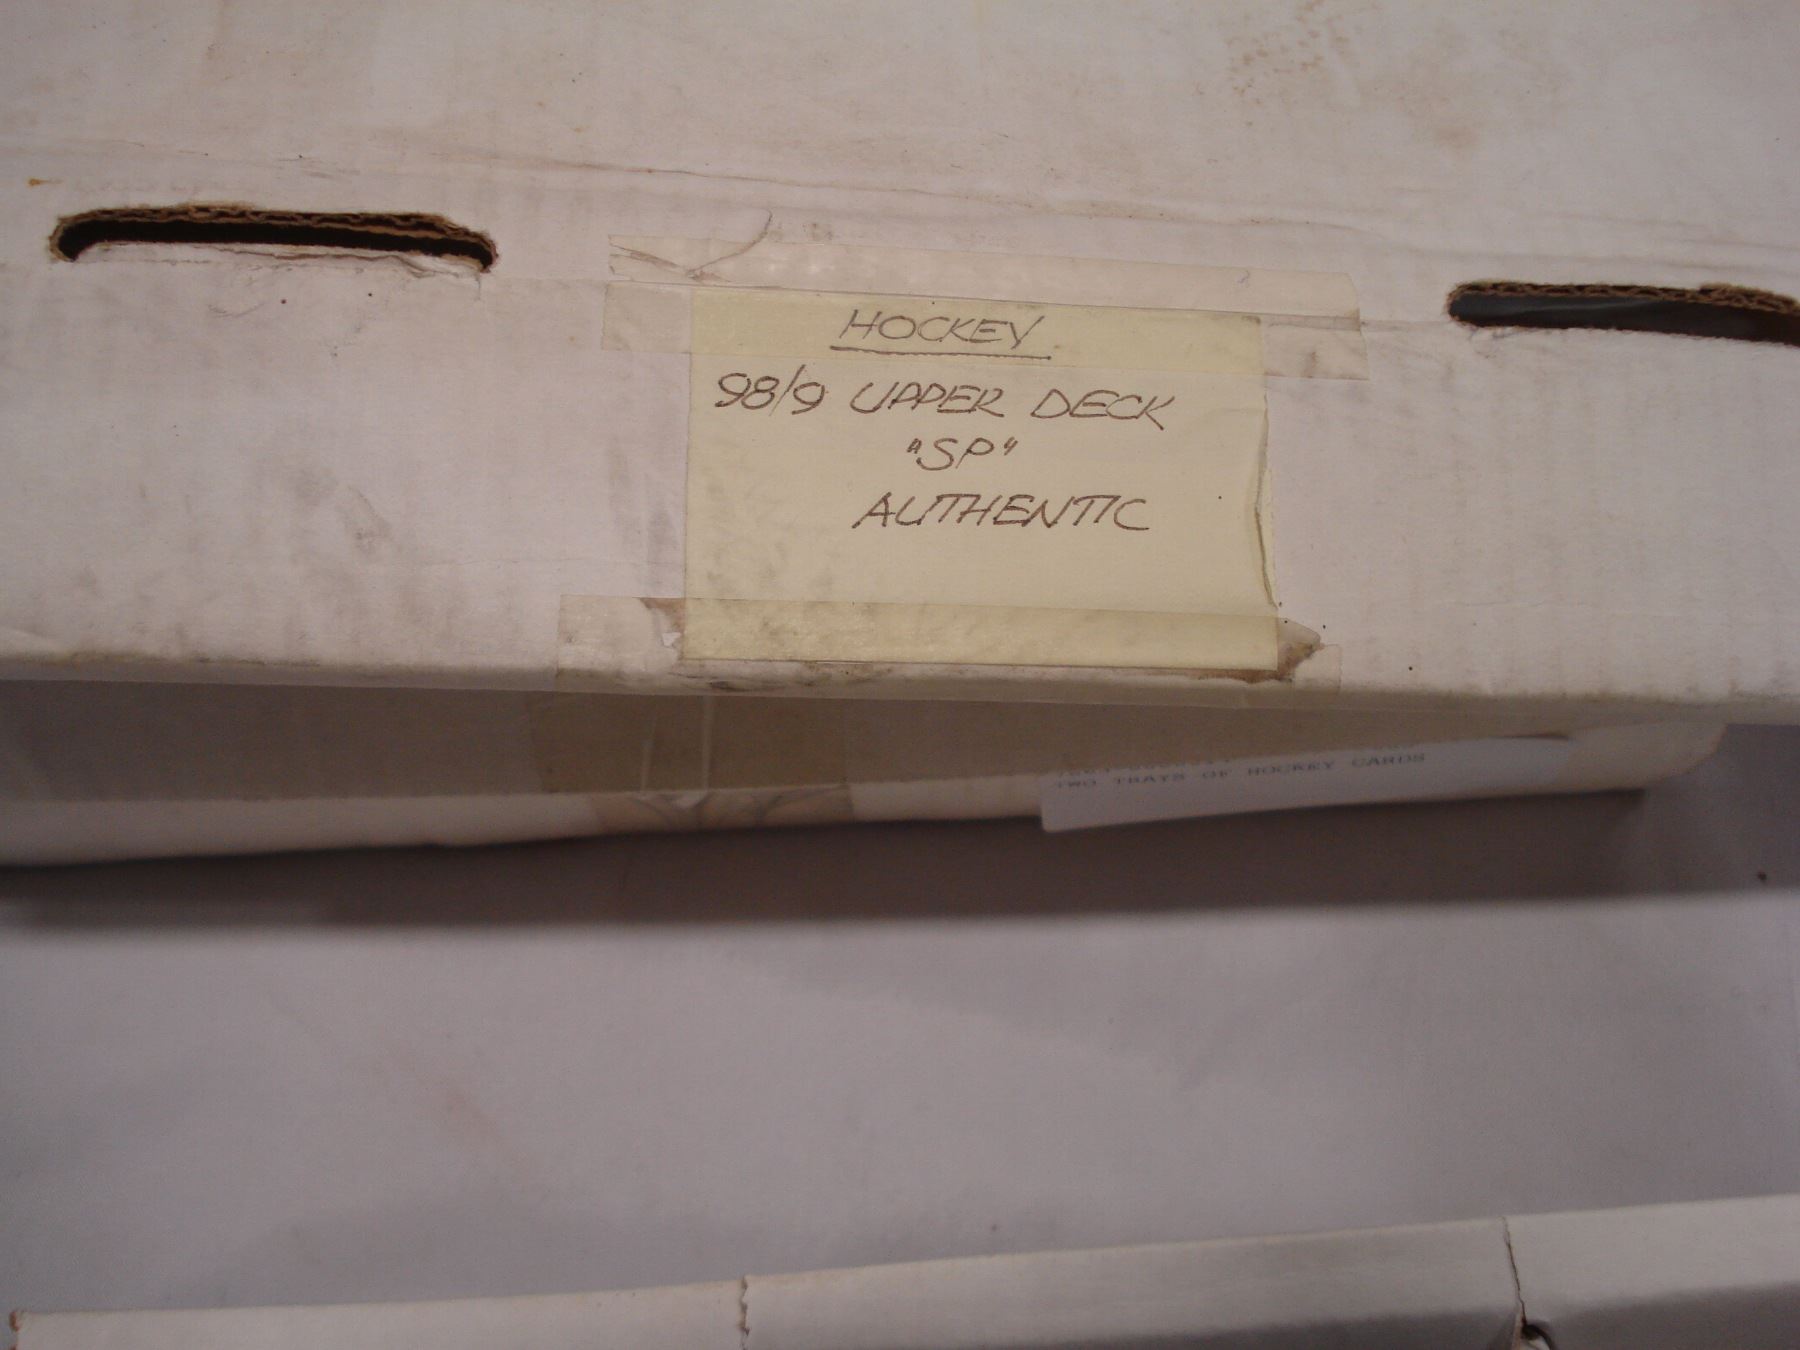 HOCKEY
98/9 UPPER DECK
"SP"
AUTHENTIC
TWO TRAYS OF HOCKEY CARDS